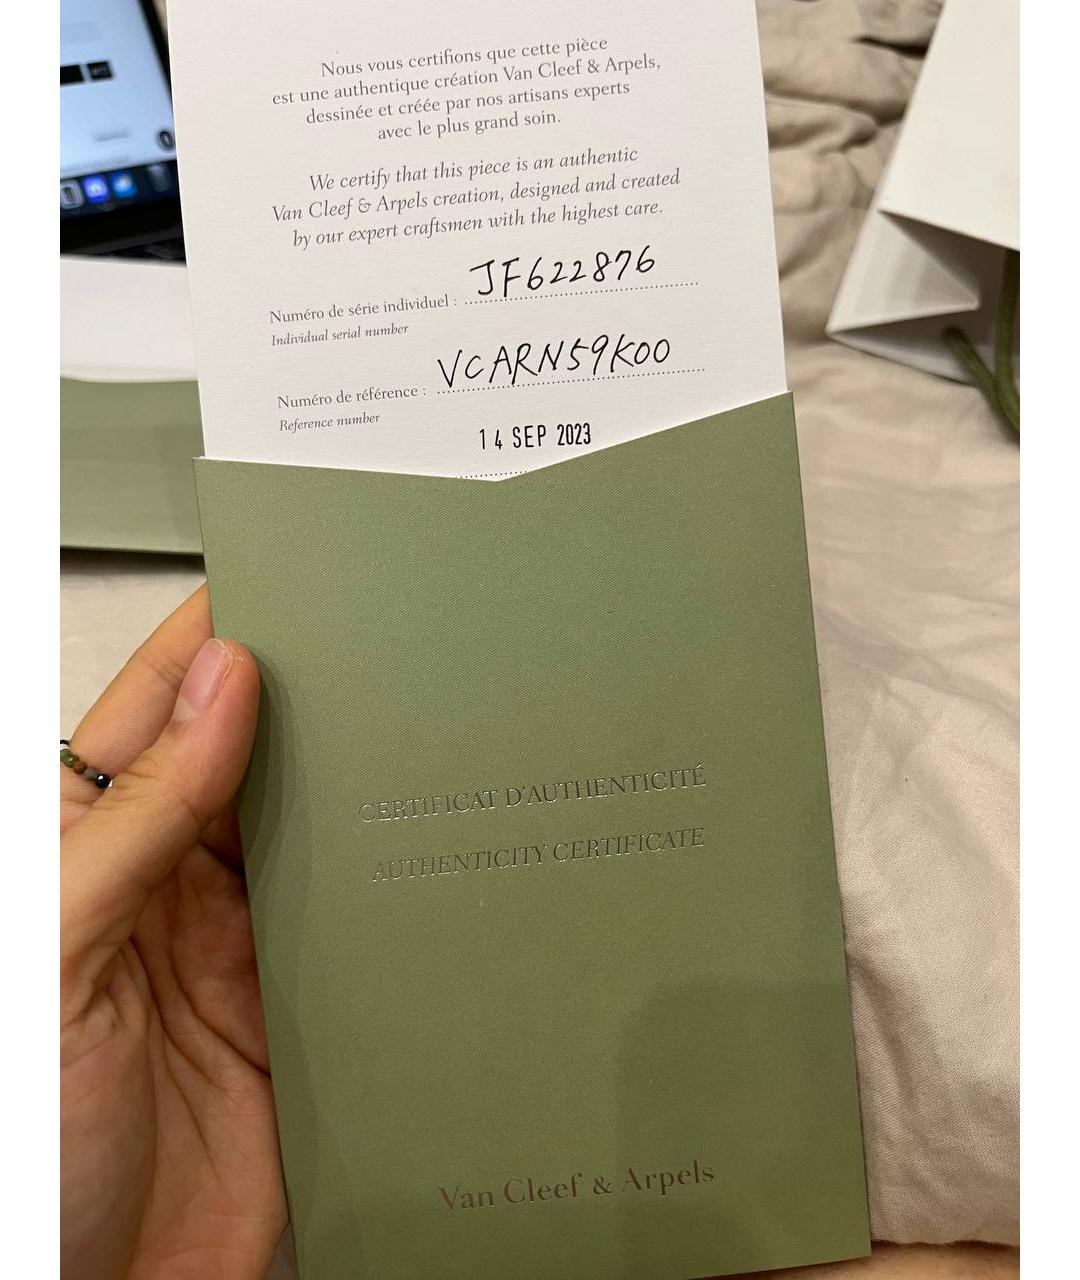 Nous vous certifions que cette pièce
est une authentique création Van Cleef & Arpels,
dessinée et créée par nos artisans experts
avec le plus grand soin.
We certify that this piece is an authentic
Van Cleef & Arpels creation, designed and created
by our expert craftsmen with the highest care.
Numéro de série individuel : JF622876
Individual serial number
Numéro de référence : VCARN59K00
Reference number
14 SEP 2023
CERTIFICAT D'AUTHENTICITÉ
AUTHENTICITY CERTIFICATE
Van Cleef & Arpels